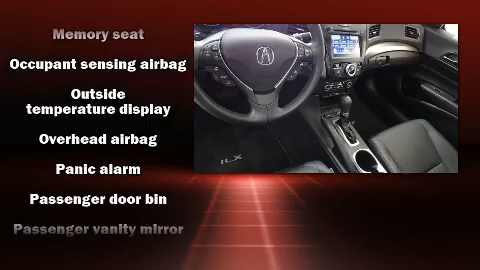 Memory seat
Occupant sensing airbag
Outside
temperature display
Overhead airbag
Panic alarm
Passenger door bin
Passenger vanity mirror
ILX